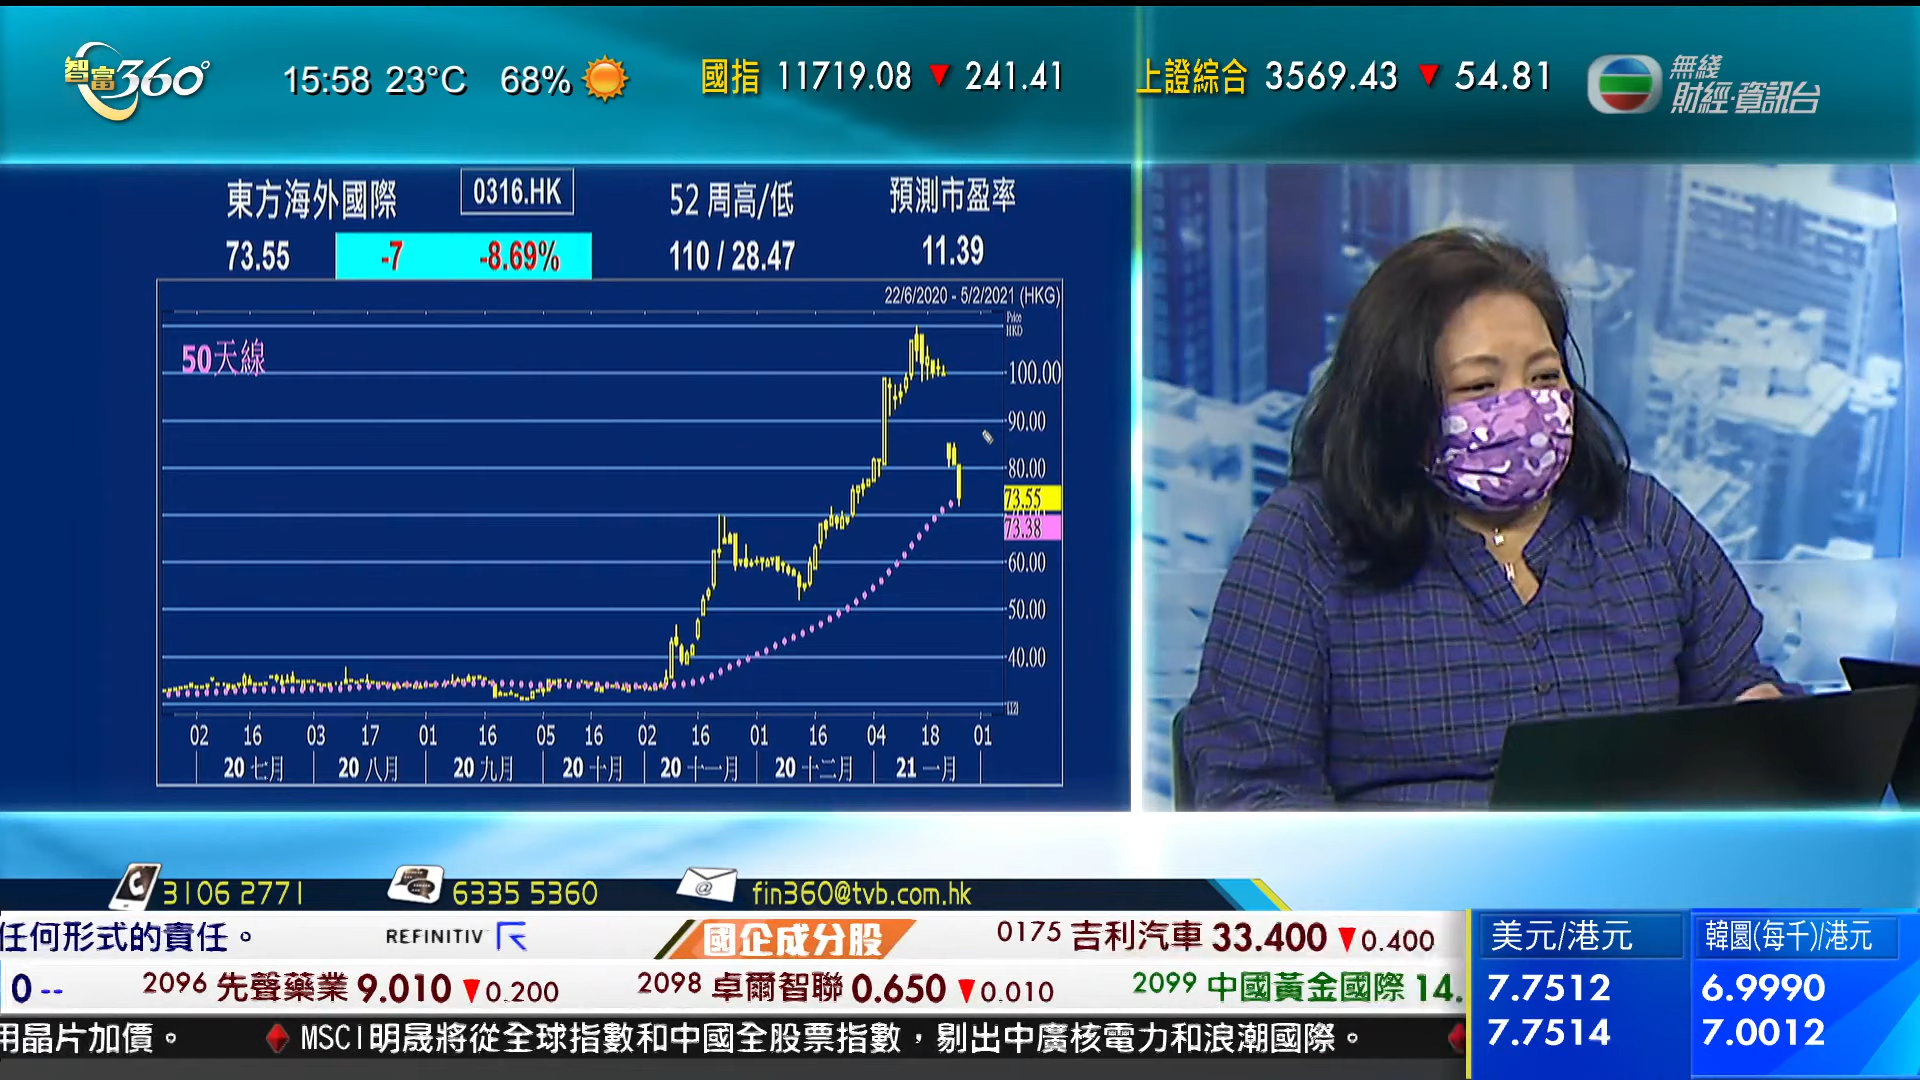 智富360°
15:58 23°C 68%
國指 11719.08 ▼ 241.41
上證綜合 3569.43 ▼ 54.81
無綫
財經·資訊台
東方海外國際 0316.HK 52 周高/低 預測市盈率
73.55 -7 -8.69% 110 / 28.47 11.39
22/6/2020 - 5/2/2021 (HKG)
Price
HKD
50天線
100.00
90.00
80.00
73.55
73.38
60.00
50.00
40.00
02 16 03 17 01 16 05 16 02 16 01 16 04 18 01
20 七月 20 八月 20 九月 20 十月 20 十一月 20 十二月 21 一月
3106 2771 6335 5360 fin360@tvb.com.hk
任何形式的責任。 REFINITIV 國企成分股 0175 吉利汽車 33.400 ▼0.400
0 -- 2096 先聲藥業 9.010 ▼0.200 2098 卓爾智聯 0.650 ▼0.010 2099 中國黃金國際 14.
用晶片加價。 MSCI明晟將從全球指數和中國全股票指數，剔出中廣核電力和浪潮國際。
美元/港元
7.7512
7.7514
韓圜(每千)/港元
6.9990
7.0012